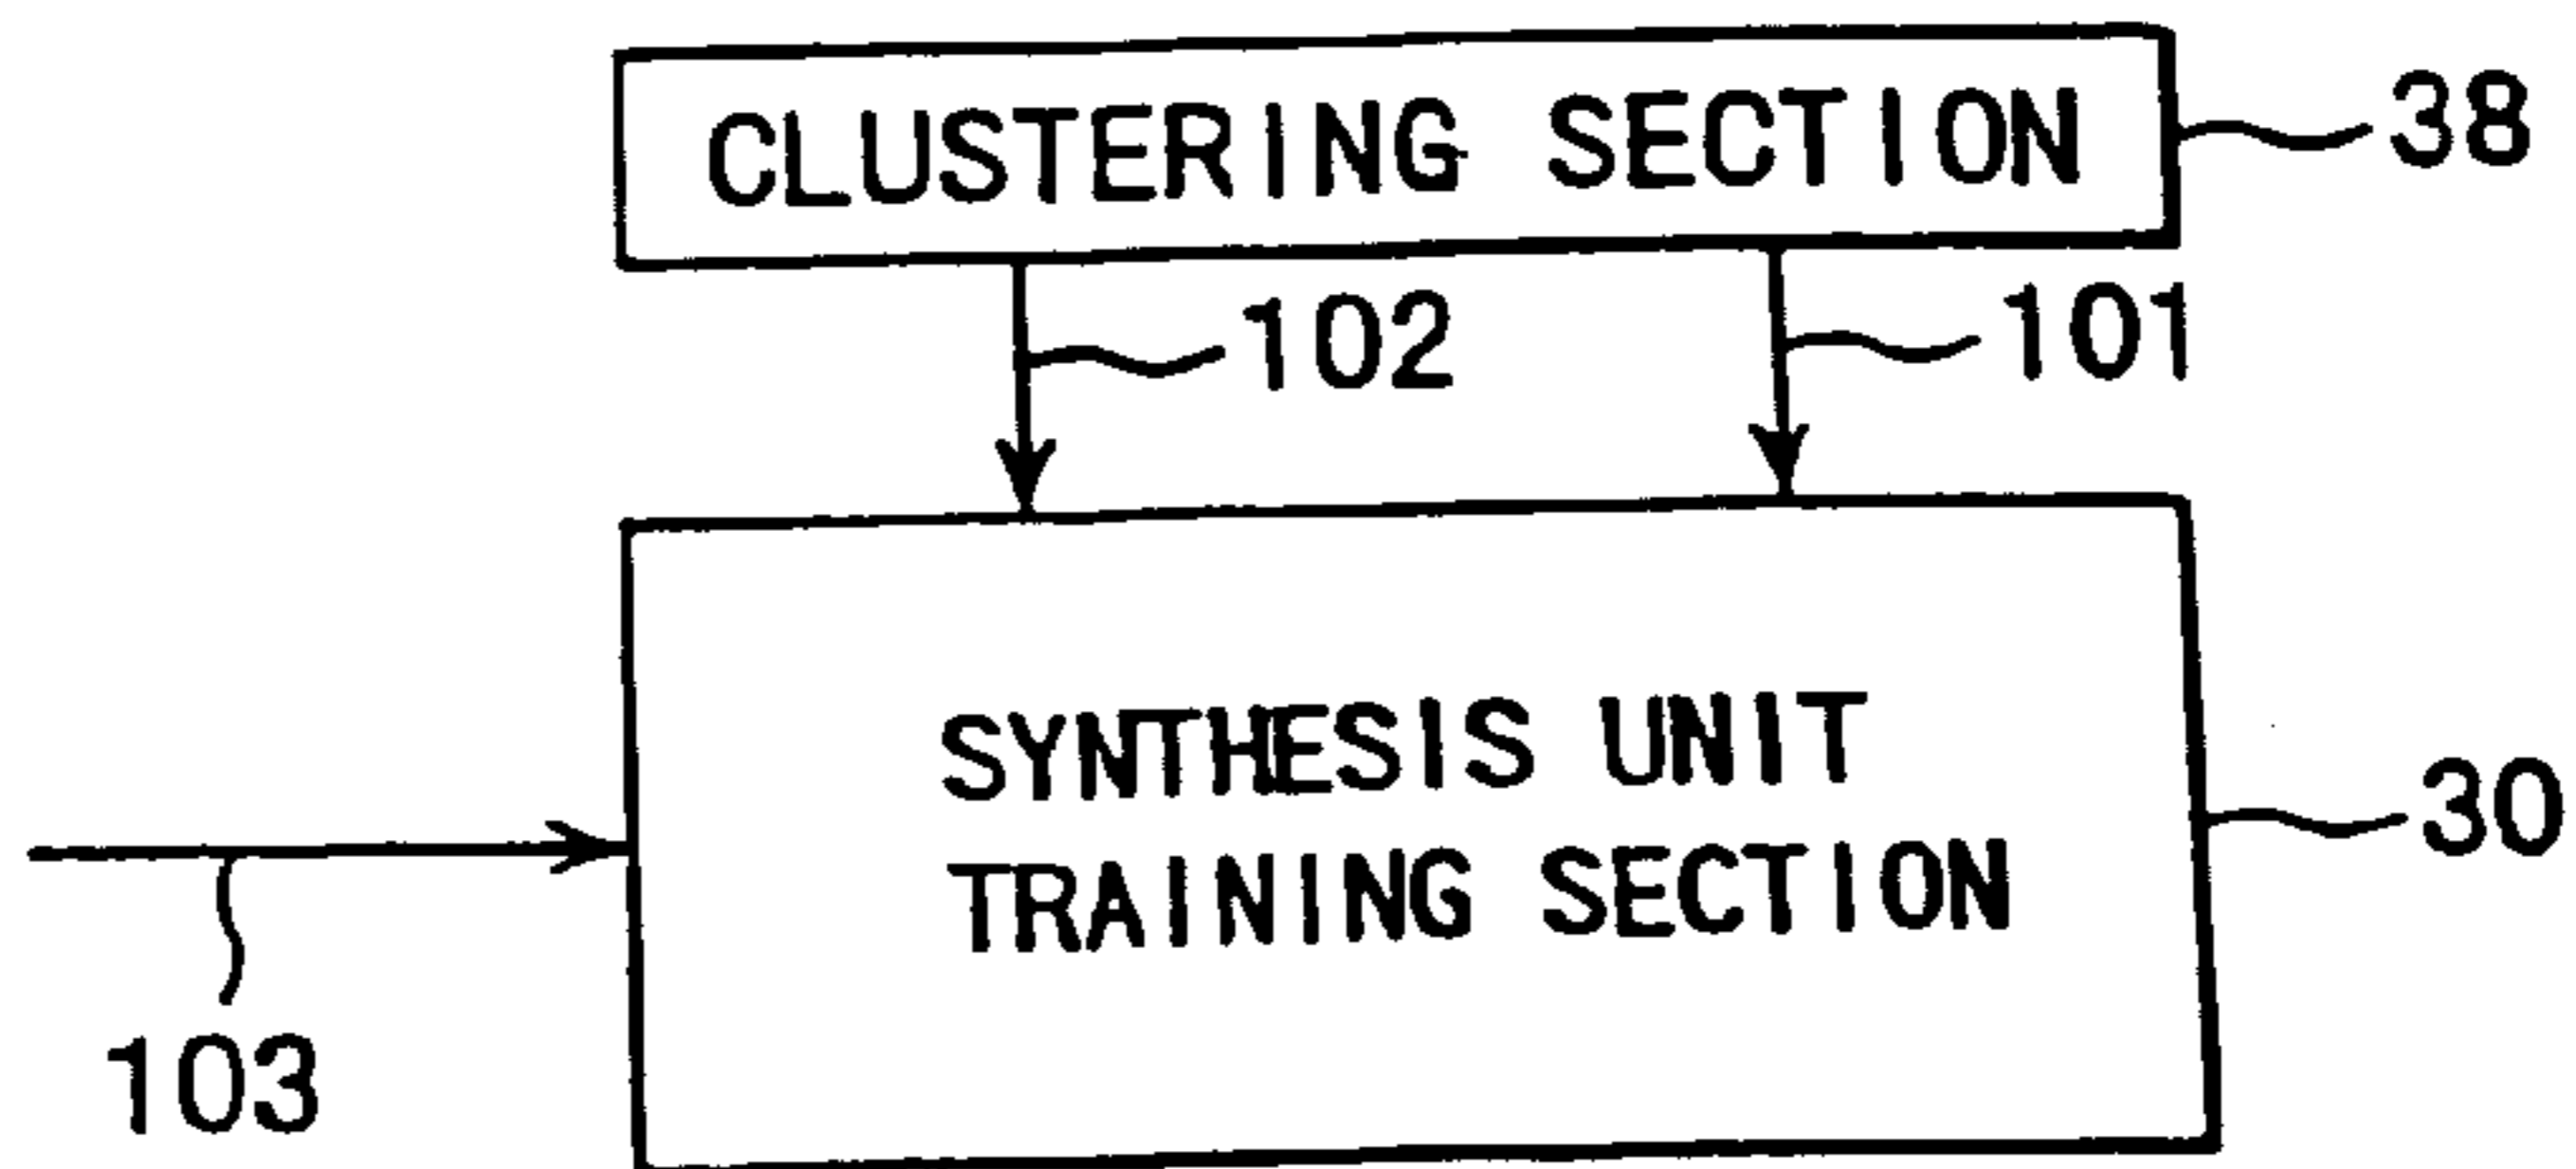 CLUSTERING SECTION
38
102
101
SYNTHESIS UNIT
TRAINING SECTION
30
103